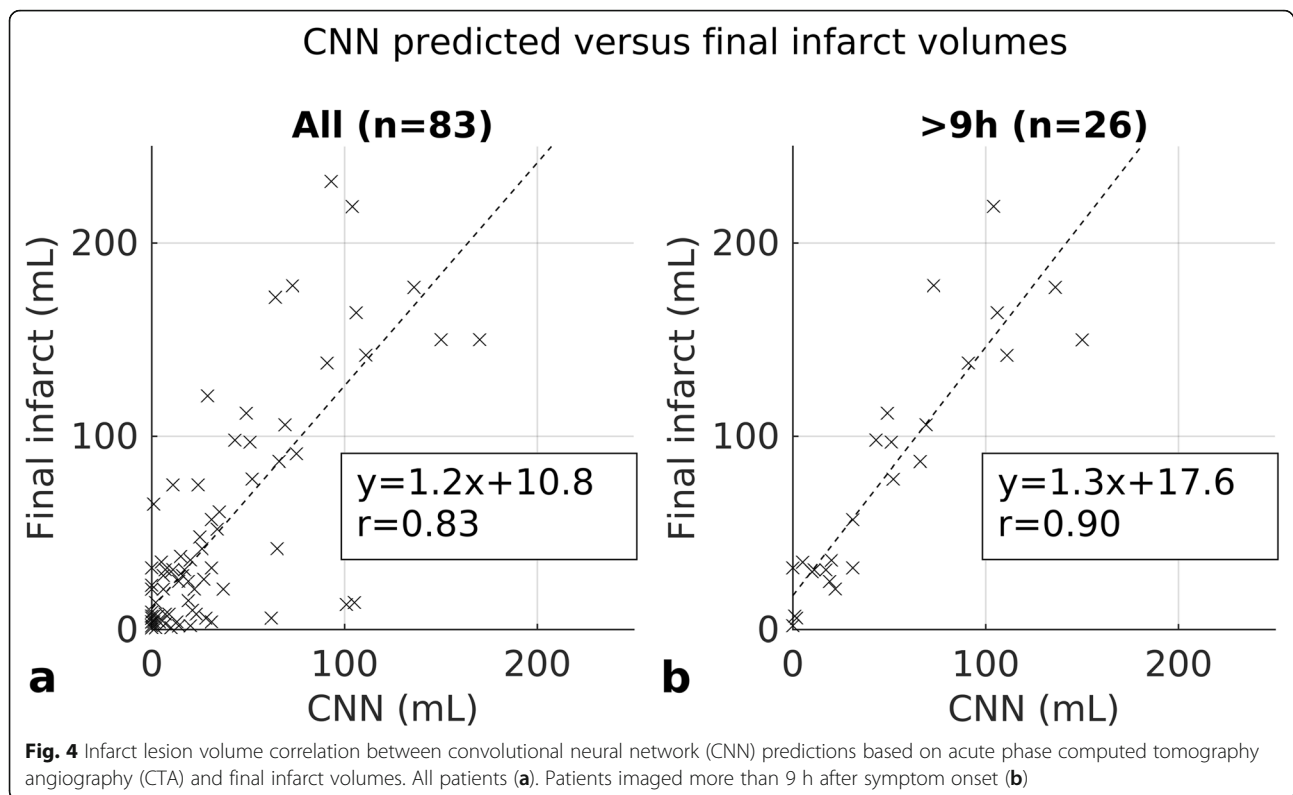 CNN predicted versus final infarct volumes
All (n=83)
Final infarct (mL)
200
100
0
y=1.2x+10.8
r=0.83
0 100 200
CNN (mL)
a
>9h (n=26)
Final infarct (mL)
200
100
0
y=1.3x+17.6
r=0.90
0 100 200
CNN (mL)
b
Fig. 4 Infarct lesion volume correlation between convolutional neural network (CNN) predictions based on acute phase computed tomography
angiography (CTA) and final infarct volumes. All patients (a). Patients imaged more than 9 h after symptom onset (b)